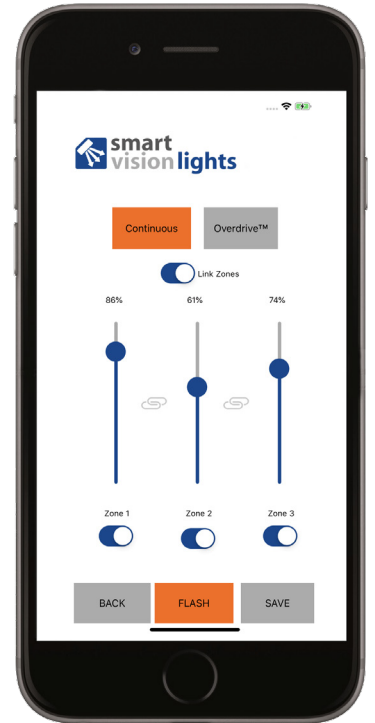 smart
vision lights
Continuous
Overdrive™
Link Zones
86%
61%
74%
Zone 1
Zone 2
Zone 3
BACK
FLASH
SAVE